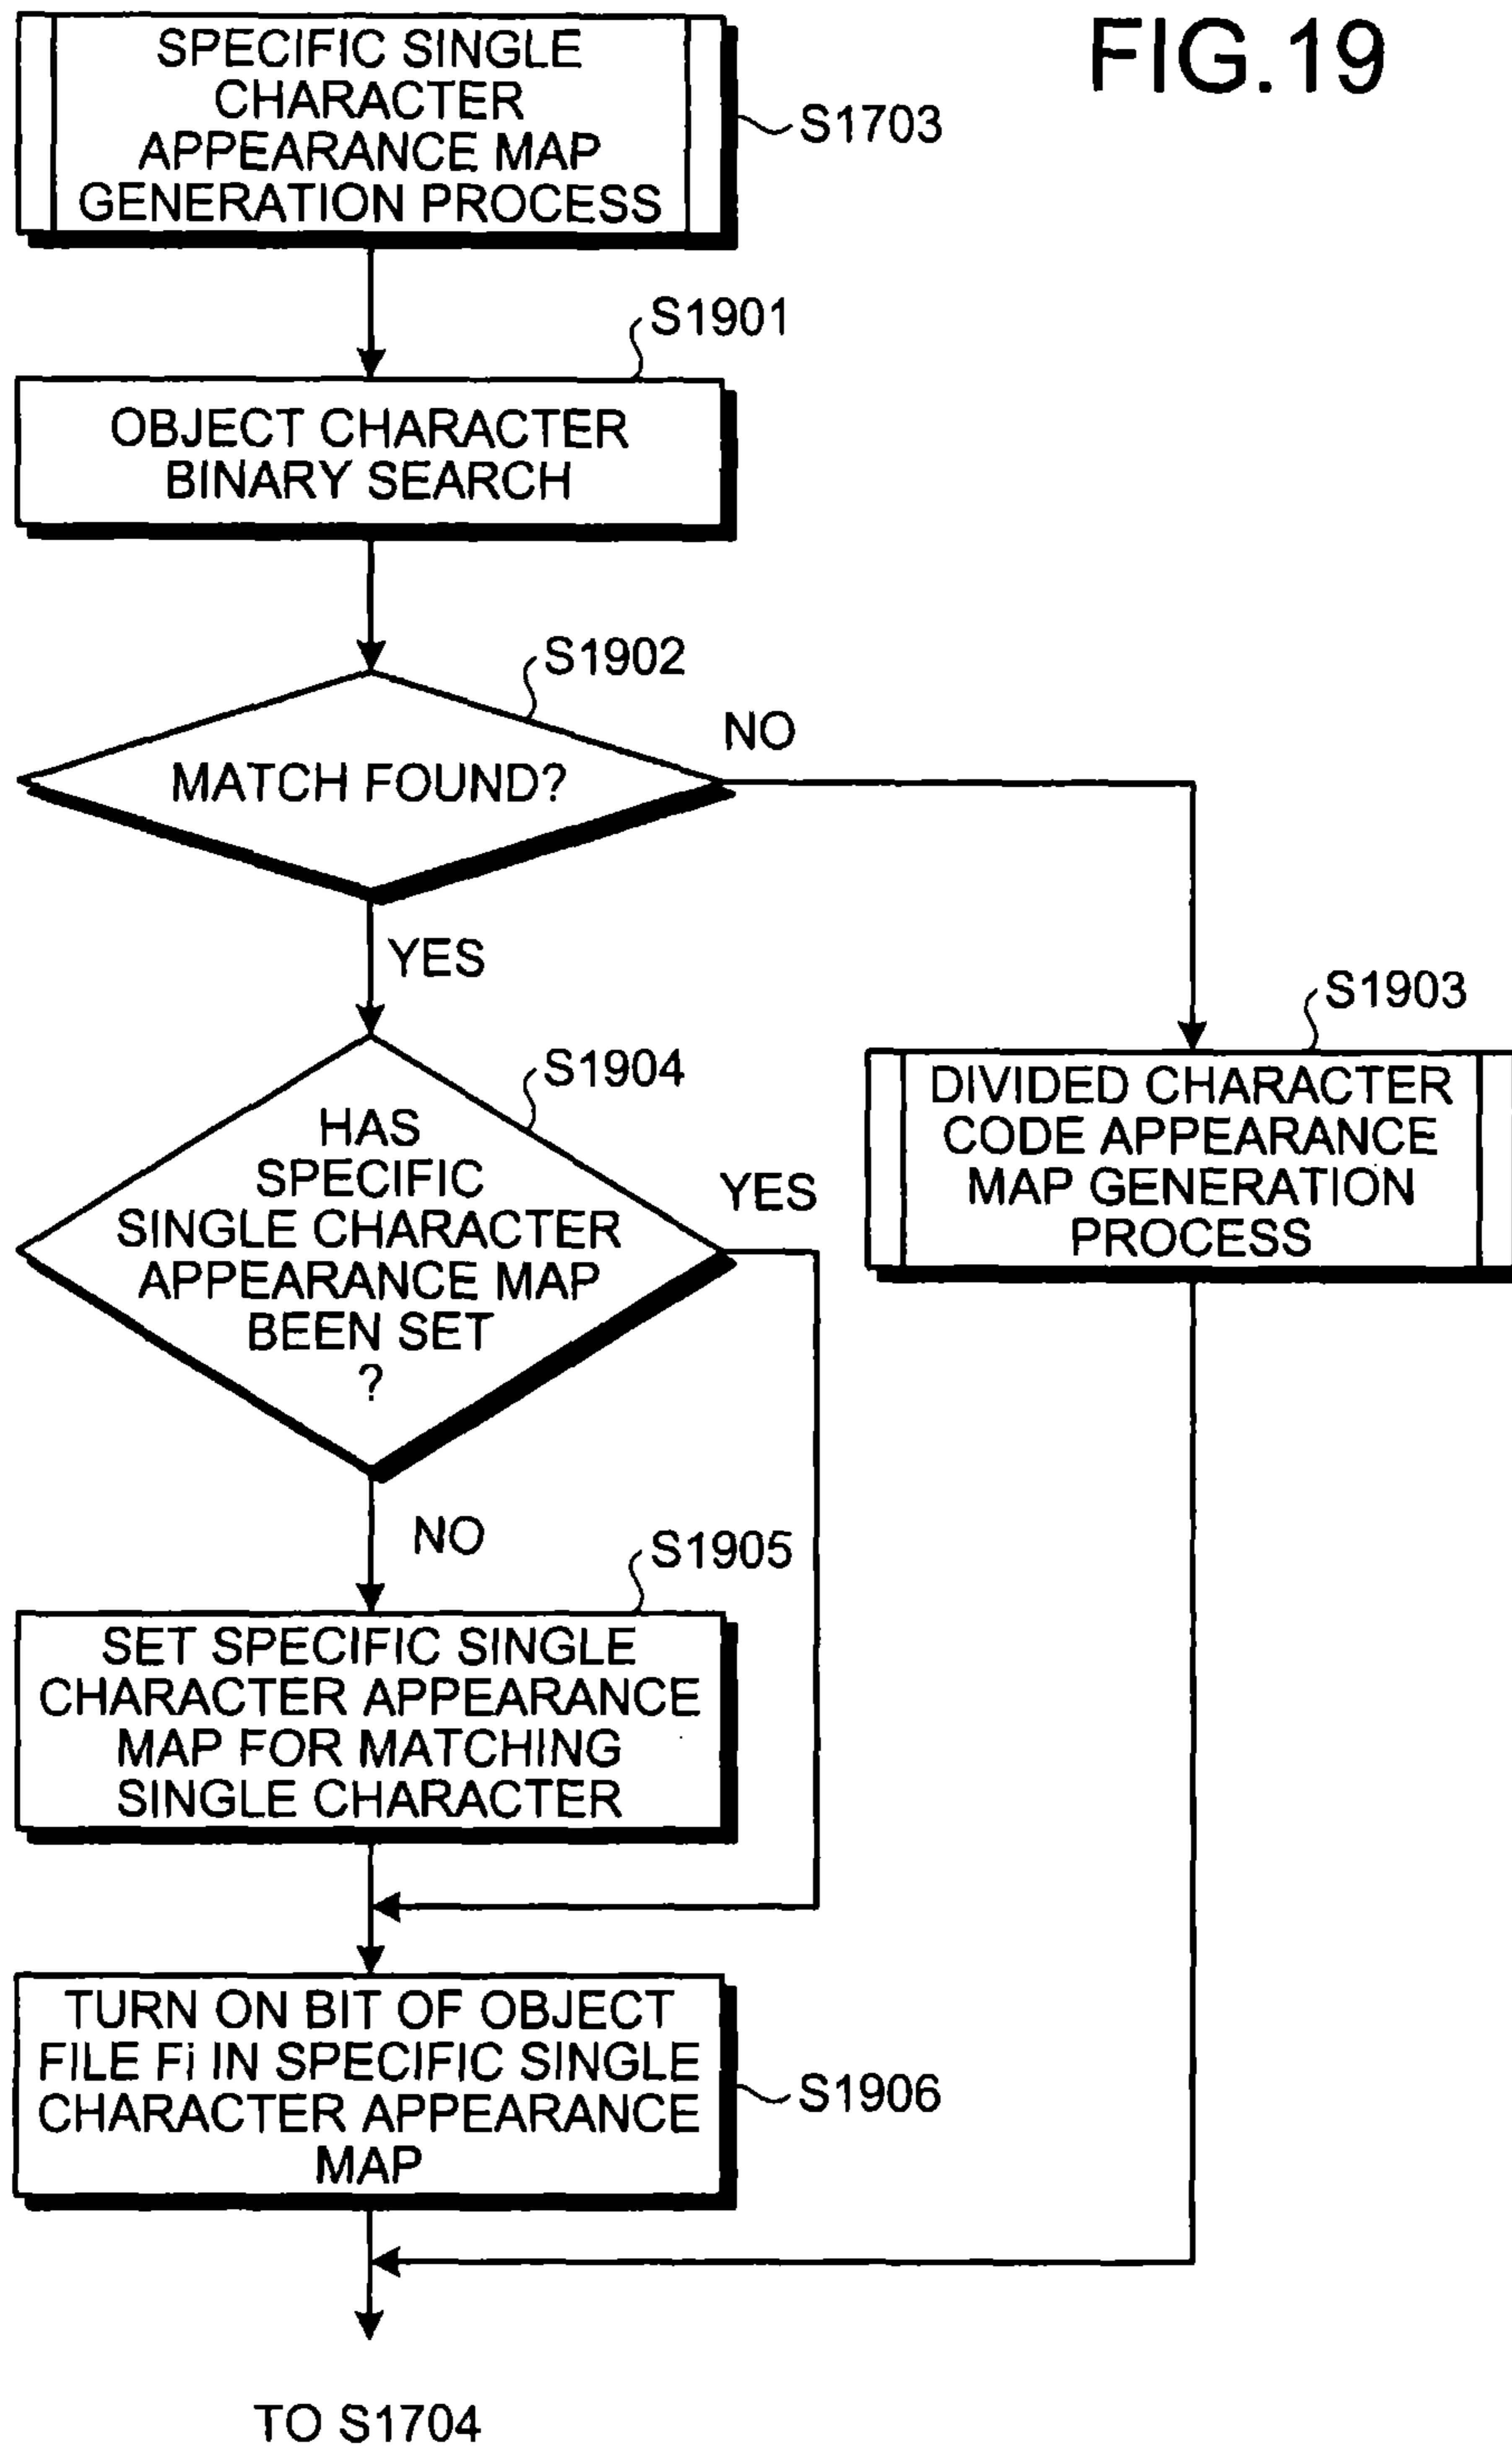 FIG.19
SPECIFIC SINGLE
CHARACTER
APPEARANCE MAP
GENERATION PROCESS
S1703
S1901
OBJECT CHARACTER
BINARY SEARCH
S1902
MATCH FOUND?
NO
YES
S1903
DIVIDED CHARACTER
CODE APPEARANCE
MAP GENERATION
PROCESS
S1904
HAS
SPECIFIC
SINGLE CHARACTER
APPEARANCE MAP
BEEN SET
?
YES
NO
S1905
SET SPECIFIC SINGLE
CHARACTER APPEARANCE
MAP FOR MATCHING
SINGLE CHARACTER
TURN ON BIT OF OBJECT
FILE Fi IN SPECIFIC SINGLE
CHARACTER APPEARANCE
MAP
S1906
TO S1704